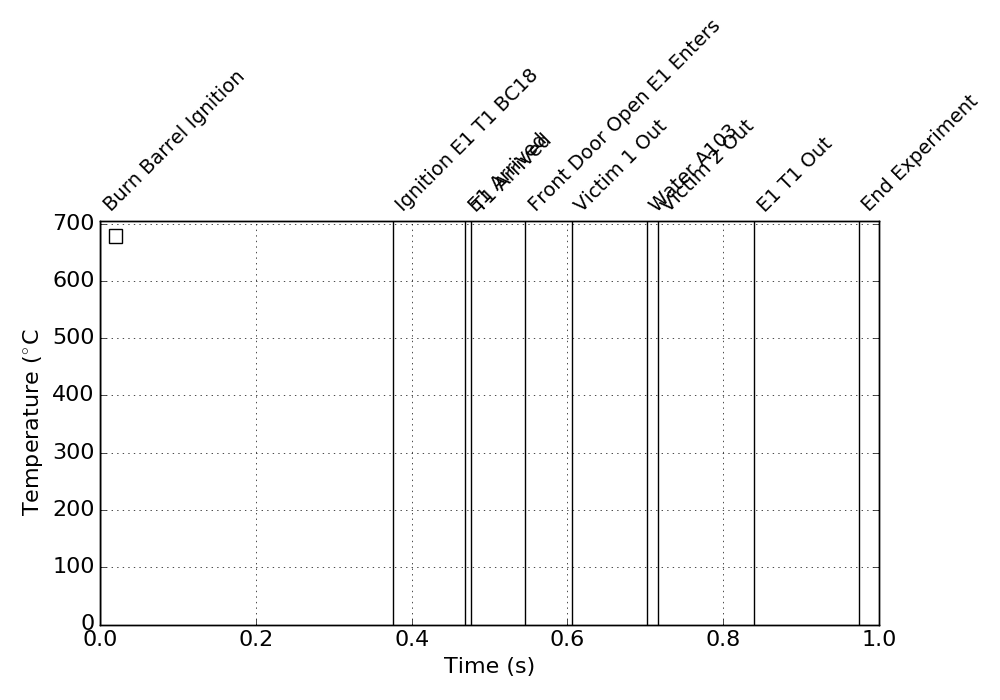 Burn Barrel Ignition
Ignition E1 T1 BC18
E1 Arrived
T1 Arrived
Front Door Open E1 Enters
Victim 1 Out
Water A103
Victim 2 Out
E1 T1 Out
End Experiment
700
600
500
400
300
200
100
0
Temperature (°C
0.0 0.2 0.4 0.6 0.8 1.0
Time (s)